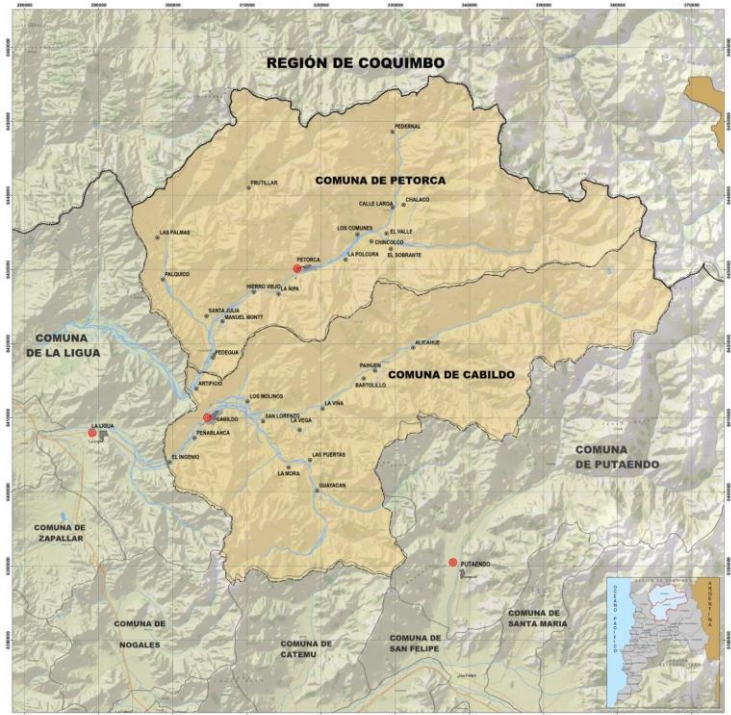 REGIÓN DE COQUIMBO
PEDERNAL
COMUNA DE PETORCA
FRUTILLAR
CALLE LARGA
CHALACO
LAS PALMAS
LOS COMUNES
EL VALLE
CHINCOLCO
PETORCA
LA POLCURA
EL SOBRANTE
PALQUICO
HIERRO VIEJO
LA ÑIPA
SANTA JULIA
MANUEL MONTT
COMUNA
DE LA LIGUA
PEDEGUA
ALICAHUE
PAIHUEN
COMUNA DE CABILDO
BARTOLILLO
ARTIFICIO
LOS MOLINOS
LA VIÑA
CABILDO
SAN LORENZO
LA VEGA
LA LIGUA
PEÑABLANCA
EL INGENIO
LAS PUERTAS
LA MORA
GUAYACAN
COMUNA
DE PUTAENDO
COMUNA DE
ZAPALLAR
PUTAENDO
COMUNA DE
NOGALES
COMUNA DE
CATEMU
COMUNA DE
SAN FELIPE
COMUNA DE
SANTA MARIA
OCEANO PACIFICO
ARGENTINA